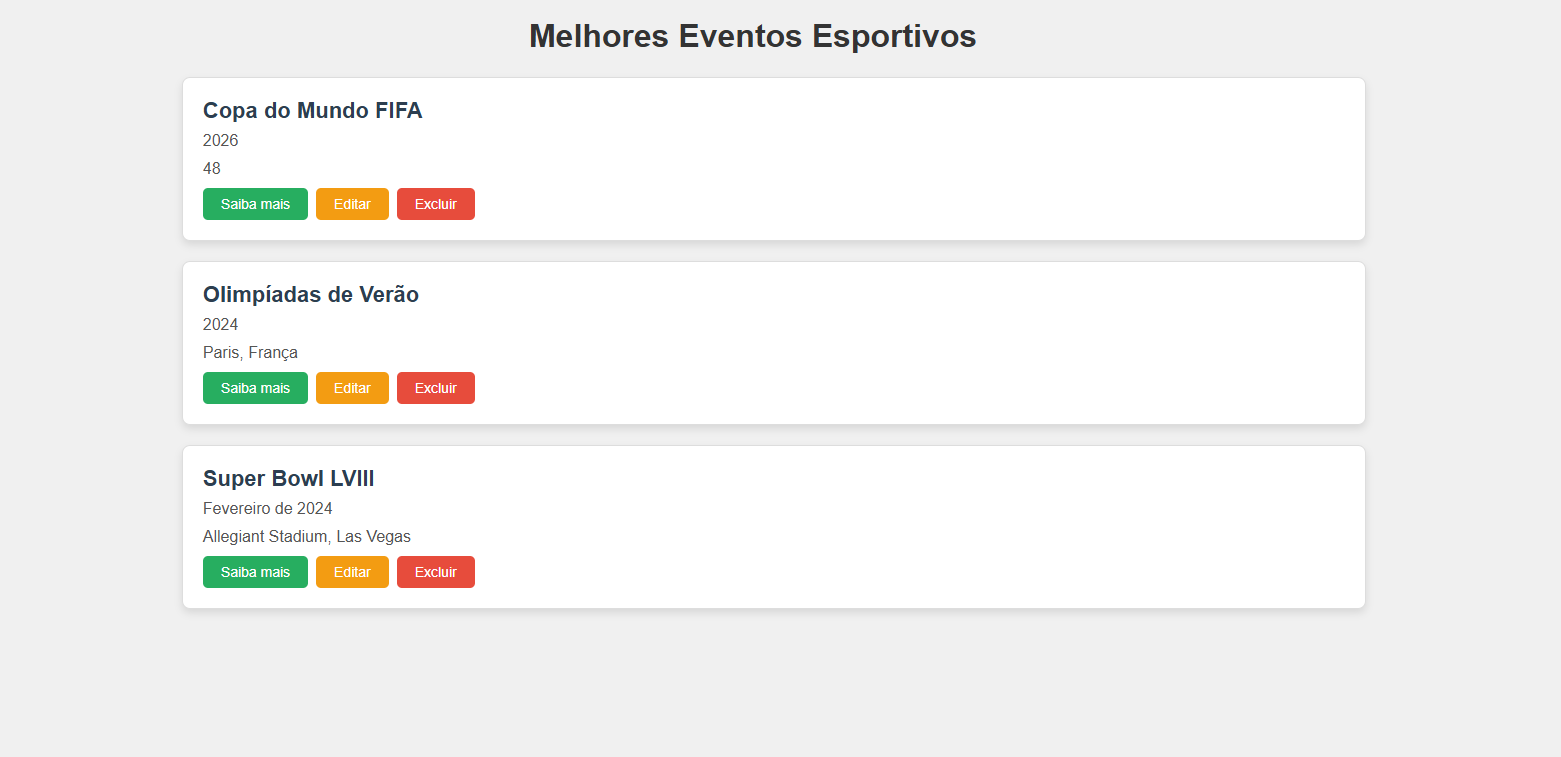 Melhores Eventos Esportivos
Copa do Mundo FIFA
2026
48
Saiba mais Editar Excluir
Olimpíadas de Verão
2024
Paris, França
Saiba mais Editar Excluir
Super Bowl LVIII
Fevereiro de 2024
Allegiant Stadium, Las Vegas
Saiba mais Editar Excluir